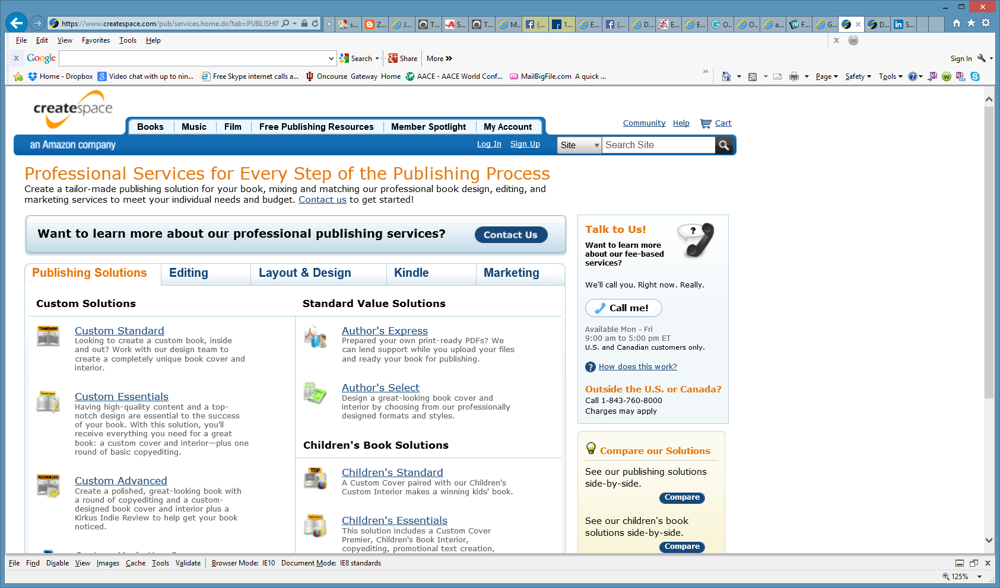 https://www.createspace.com/pub/services.home.do?tab=PUBLISHIN
s...
Z...
J...
T...
S...
T...
M...
(...
1...
E...
(...
D...
E...
E...
O...
O...
a...
F...
G...
D...
S...
File Edit View Favorites Tools Help
Google
Search
Share
More
Sign In
Home - Dropbox
Video chat with up to nin...
Free Skype internet calls a...
Oncourse
Gateway
Home
AACE - AACE World Conf...
MailBigFile.com A quick ...
Page
Safety
Tools
createspace
an Amazon company
Books Music Film Free Publishing Resources Member Spotlight My Account
Community Help Cart
Log In Sign Up
Site
Search Site
Professional Services for Every Step of the Publishing Process
Create a tailor-made publishing solution for your book, mixing and matching our professional book design, editing, and
marketing services to meet your individual needs and budget. Contact us to get started!
Want to learn more about our professional publishing services?
Contact Us
Publishing Solutions Editing Layout & Design Kindle Marketing
Custom Solutions
STANDARD
Custom Standard
Looking to create a custom book, inside
and out? Work with our design team to
create a completely unique book cover and
interior.
Custom Essentials
Having high-quality content and a top-
notch design are essential to the success
of your book. With this solution, you'll
receive everything you need for a great
book: a custom cover and interior—plus one
round of basic copyediting.
ADVANCED
Custom Advanced
Create a polished, great-looking book with
a round of copyediting and a custom-
designed book cover and interior plus a
Kirkus Indie Review to help get your book
noticed.
Standard Value Solutions
Author's Express
Prepared your own print-ready PDFs? We
can lend support while you upload your files
and ready your book for publishing.
Author's Select
Design a great-looking book cover and
interior by choosing from our professionally
designed formats and styles.
Children's Book Solutions
TDF
Children's Standard
A Custom Cover paired with our Children's
Custom Interior makes a winning kids' book.
Children's Essentials
This solution includes a Custom Cover
Premier, Children's Book Interior,
copyediting, promotional text creation,
Talk to Us!
Want to learn more
about our fee-based
services?
We'll call you. Right now. Really.
Call me!
Available Mon - Fri
9:00 am to 5:00 pm ET
U.S. and Canadian customers only.
How does this work?
Outside the U.S. or Canada?
Call 1-843-760-8000
Charges may apply
Compare our Solutions
See our publishing solutions
side-by-side.
Compare
See our children's book
solutions side-by-side.
Compare
File Find Disable View Images Cache Tools Validate Browser Mode: IE10 Document Mode: IE8 standards
125%